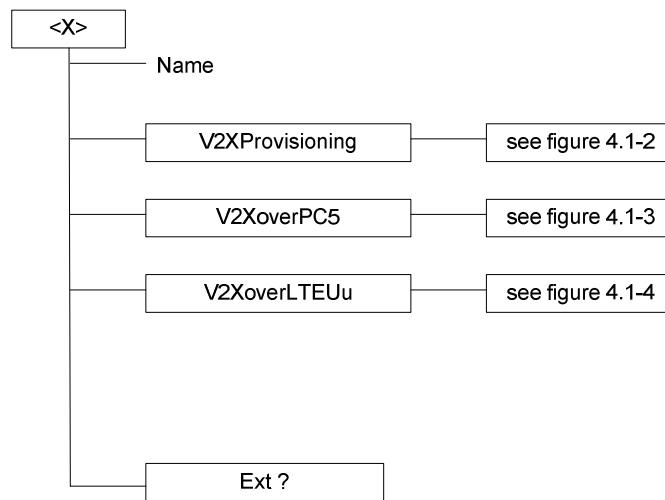 <X>
Name
V2XProvisioning see figure 4.1-2
V2XoverPC5 see figure 4.1-3
V2XoverLTEUu see figure 4.1-4
Ext ?